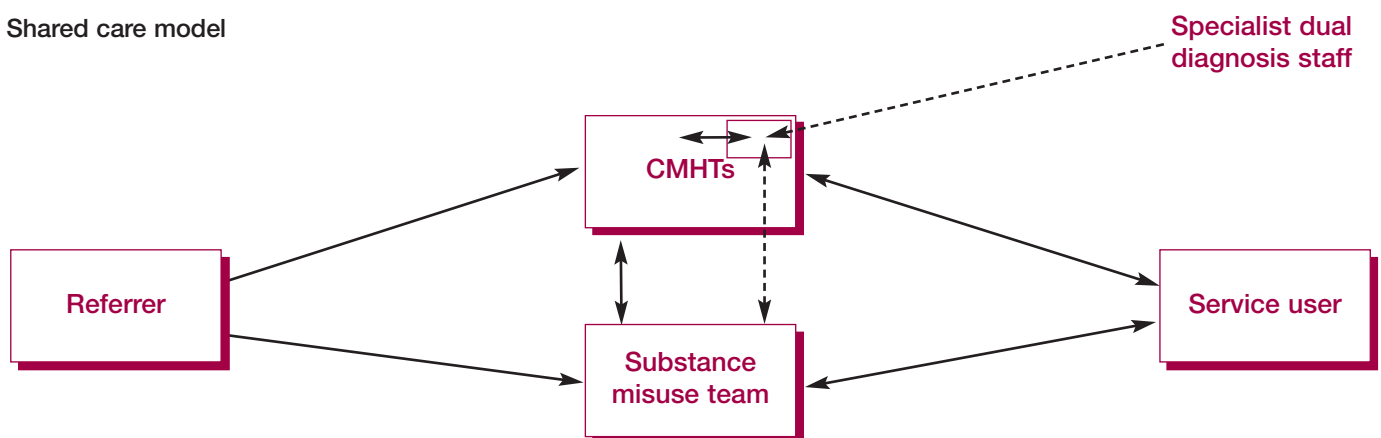 Shared care model
Specialist dual
diagnosis staff
CMHTs
Referrer
Service user
Substance
misuse team